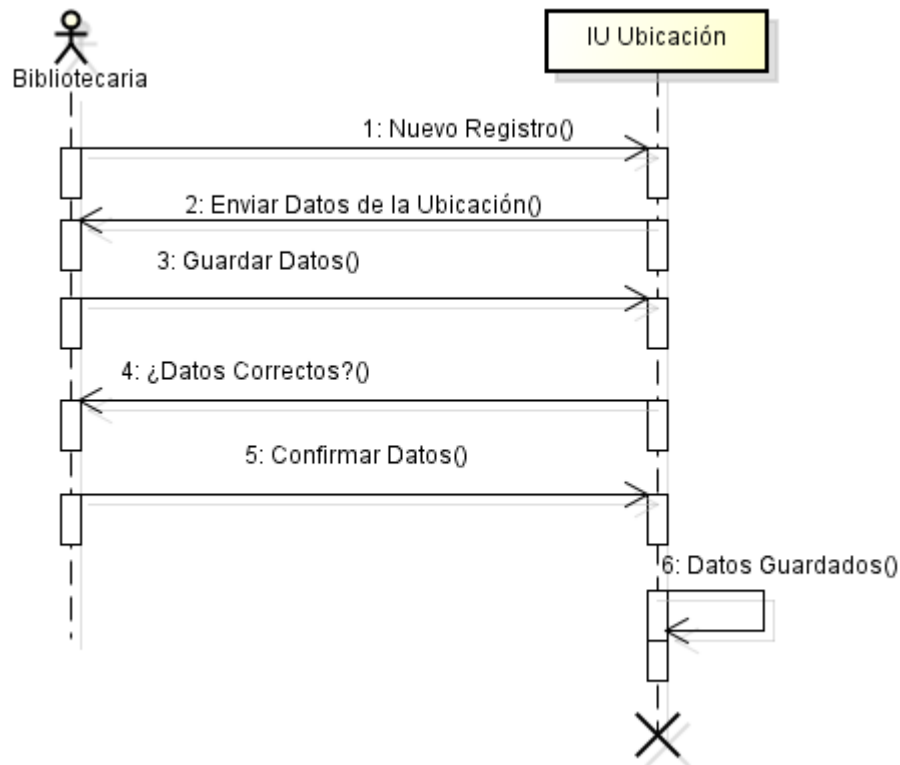 Bibliotecaria
IU Ubicación
1: Nuevo Registro()
2: Enviar Datos de la Ubicación()
3: Guardar Datos()
4: ¿Datos Correctos?()
5: Confirmar Datos()
6: Datos Guardados()